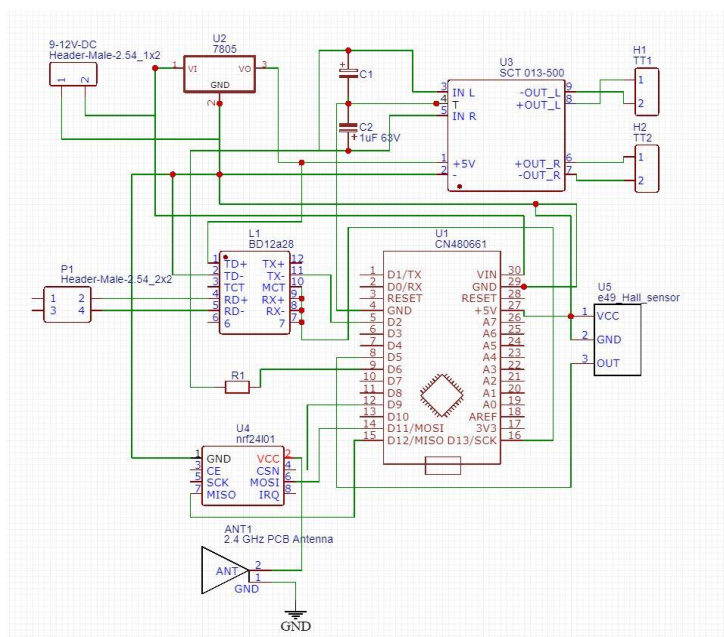 9-12V-DC
Header-Male-2.54_1x2
1 2
U2
7805
1 VI VO 3
GND
2
+
C1
C2
+ 1uF 63V
U3
SCT 013-500
3 IN L -OUT_L 9
4 T +OUT_L 8
5 IN R
1 +5V +OUT_R 6
2 - -OUT_R 7
H1
TT1
1
2
H2
TT2
1
2
L1
BD12a28
1 TD+ TX+ 12
2 TD- TX- 11
3 TCT MCT 10
4 RD+ RX+ 9
5 RD- RX- 8
6 6 7 7
P1
Header-Male-2.54_2x2
1 2
3 4
U1
CN480661
1 D1/TX VIN 30
2 D0/RX GND 29
3 RESET RESET 28
4 GND +5V 27
5 D2 A7 26
6 D3 A6 25
7 D4 A5 24
8 D5 A4 23
9 D6 A3 22
10 D7 A2 21
11 D8 A1 20
12 D9 A0 19
13 D10 AREF 18
14 D11/MOSI 3V3 17
15 D12/MISO D13/SCK 16
U5
e49_Hall_sensor
1 VCC
2 GND
3 OUT
R1
U4
nrf24l01
1 GND VCC 2
3 CE CSN 4
5 SCK MOSI 6
7 MISO IRQ 8
ANT1
2.4 GHz PCB Antenna
ANT 2
1
GND
GND